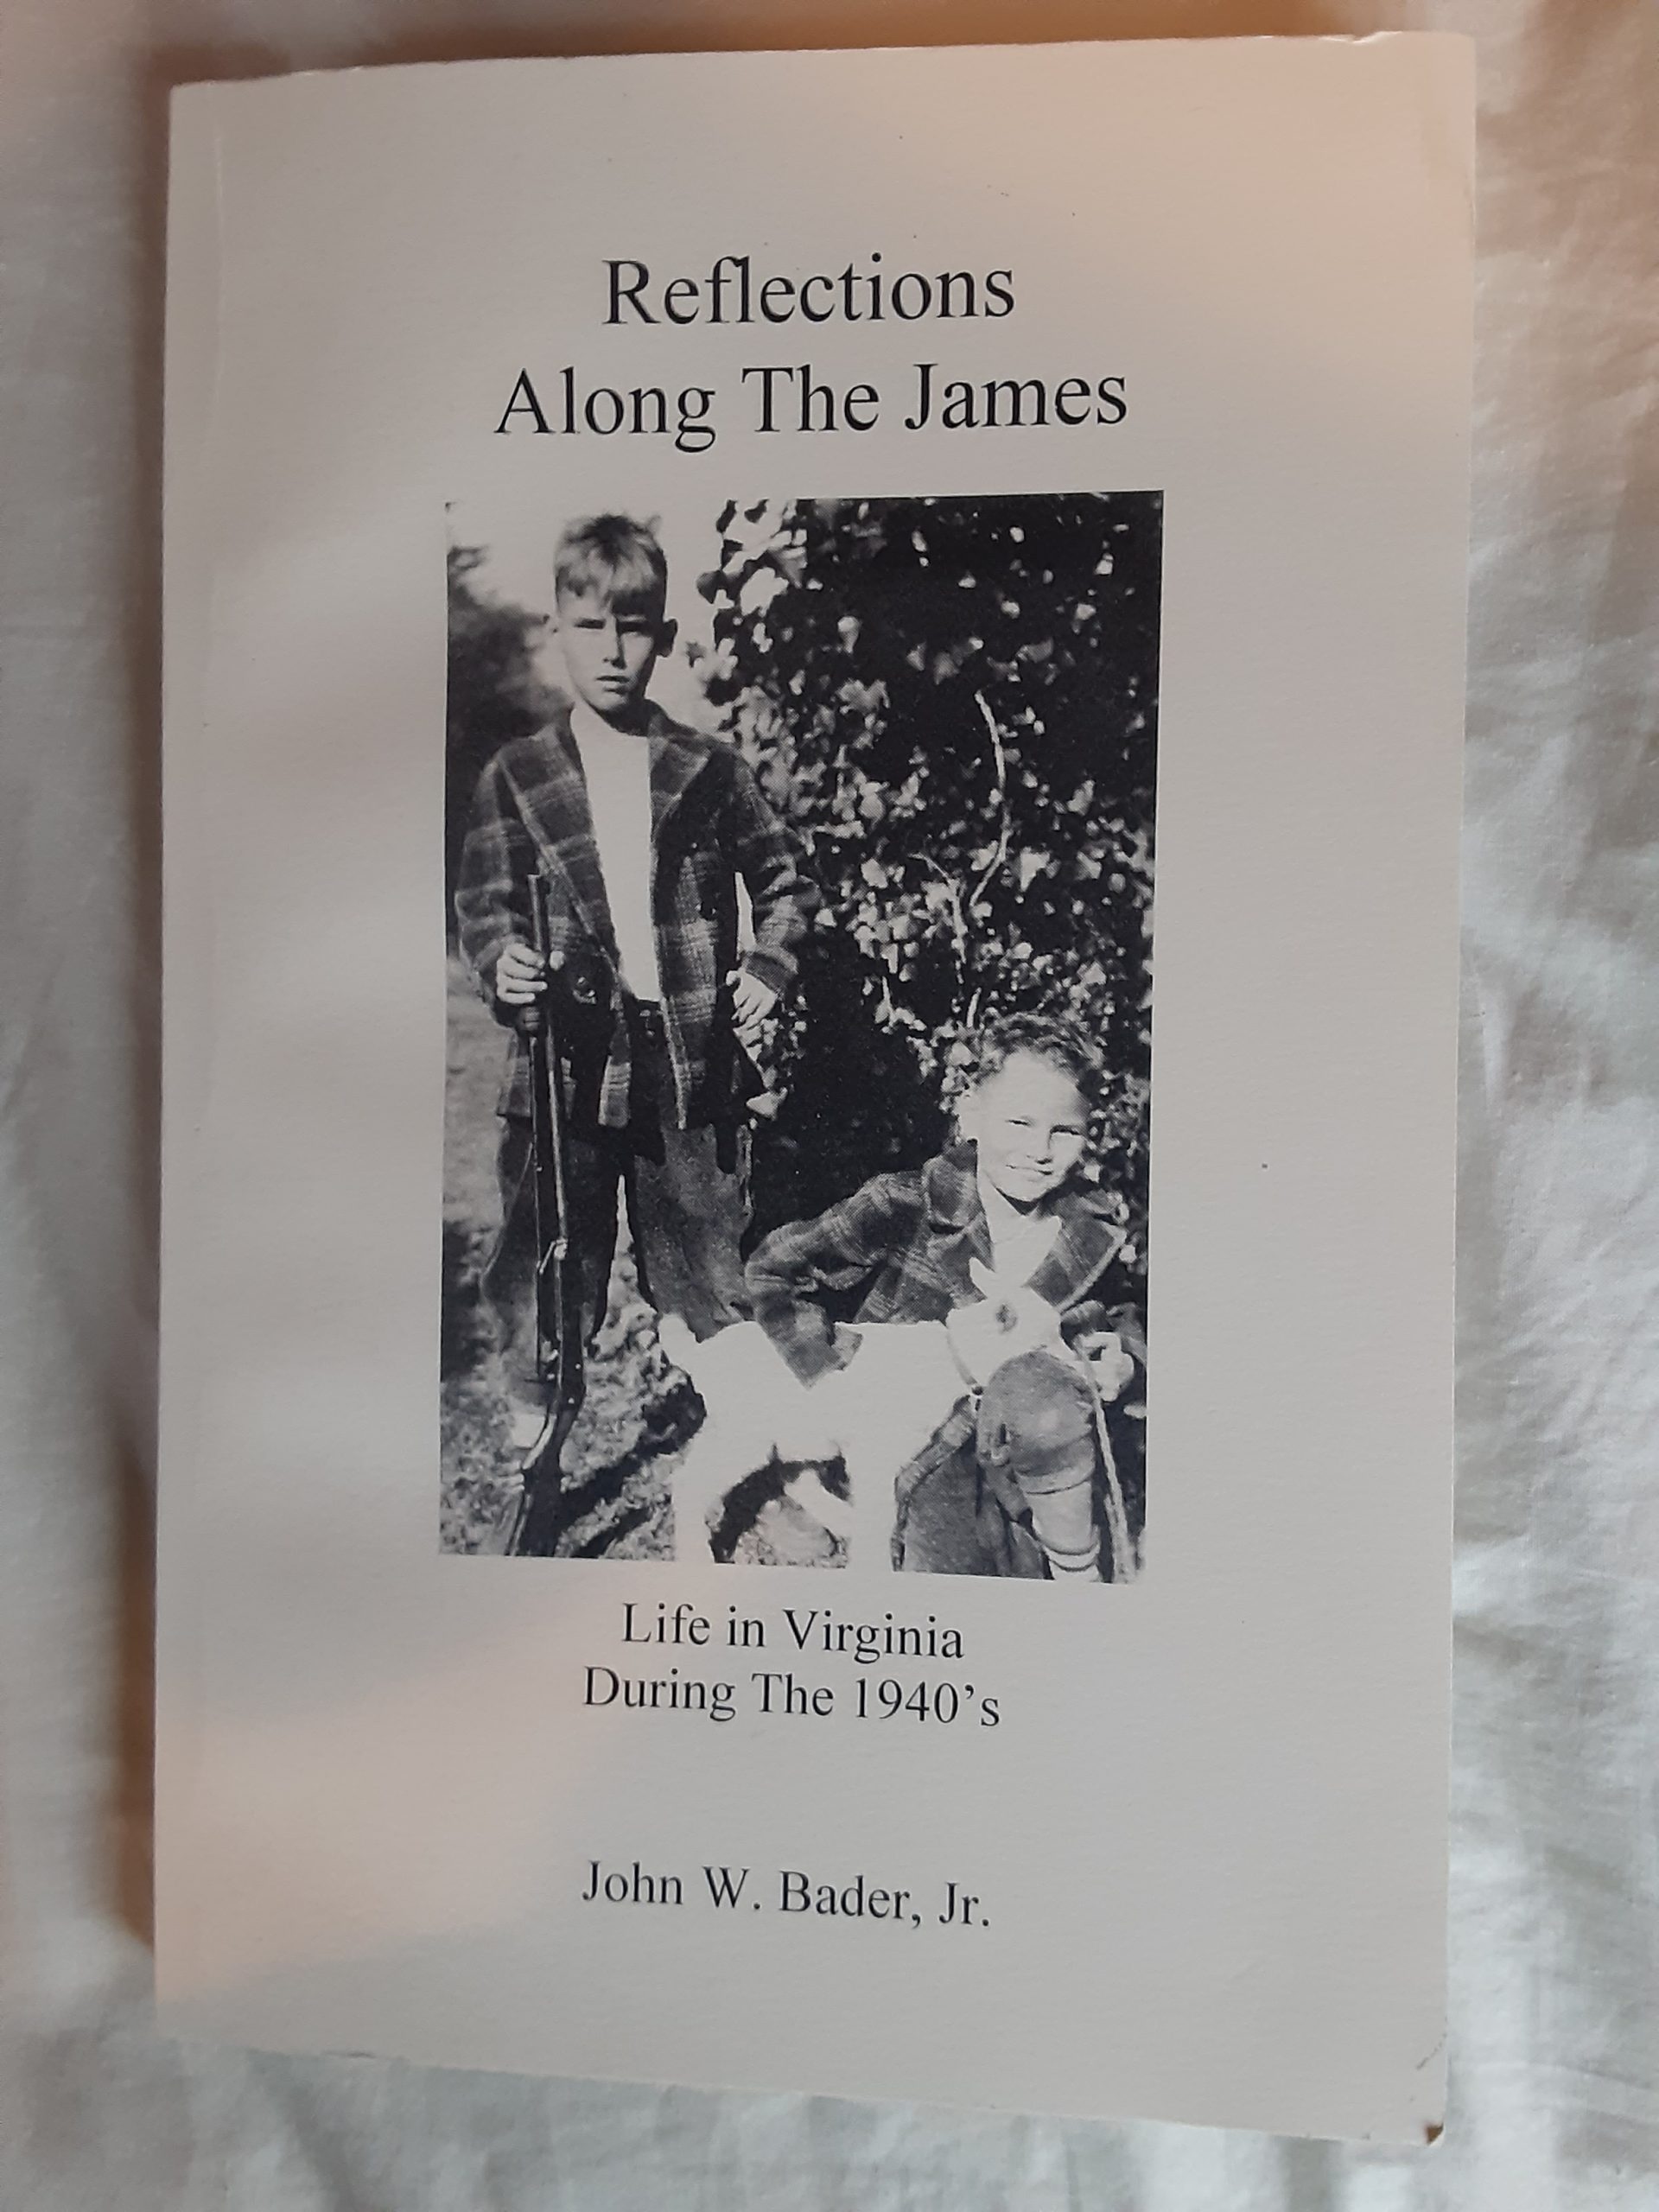 Reflections
Along The James
Life in Virginia
During The 1940’s
John W. Bader, Jr.